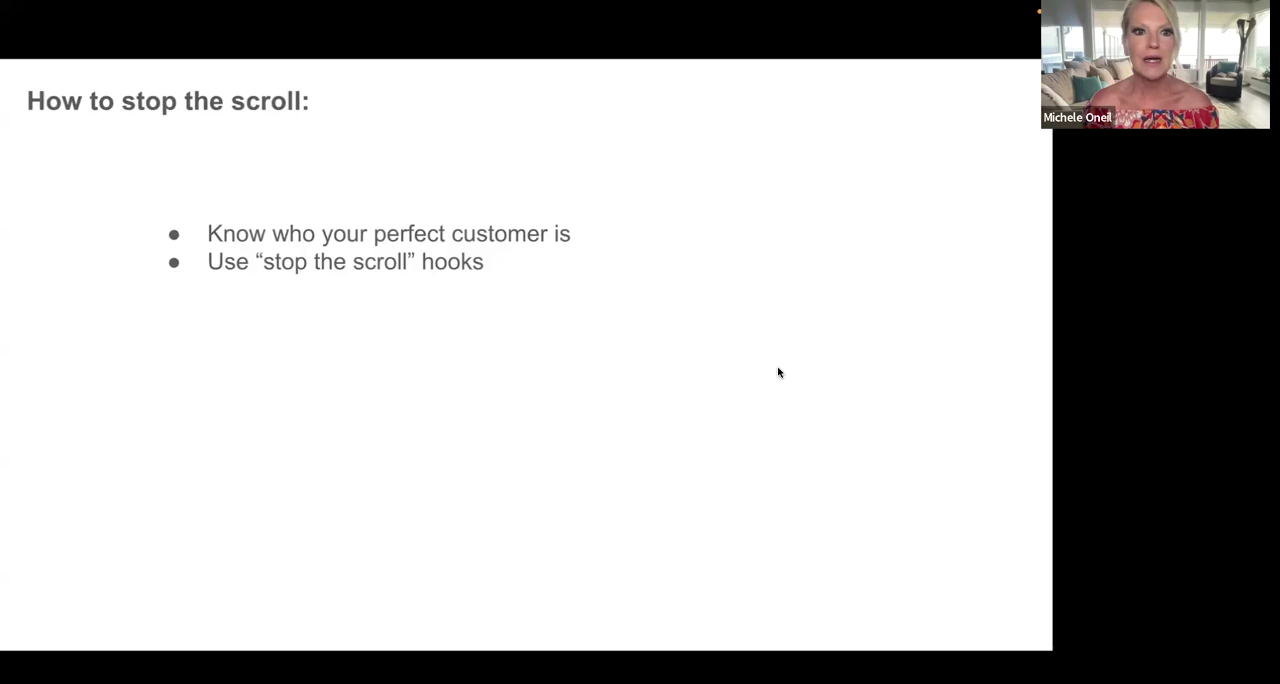 How to stop the scroll:
Michele Oneil
● Know who your perfect customer is
● Use “stop the scroll” hooks